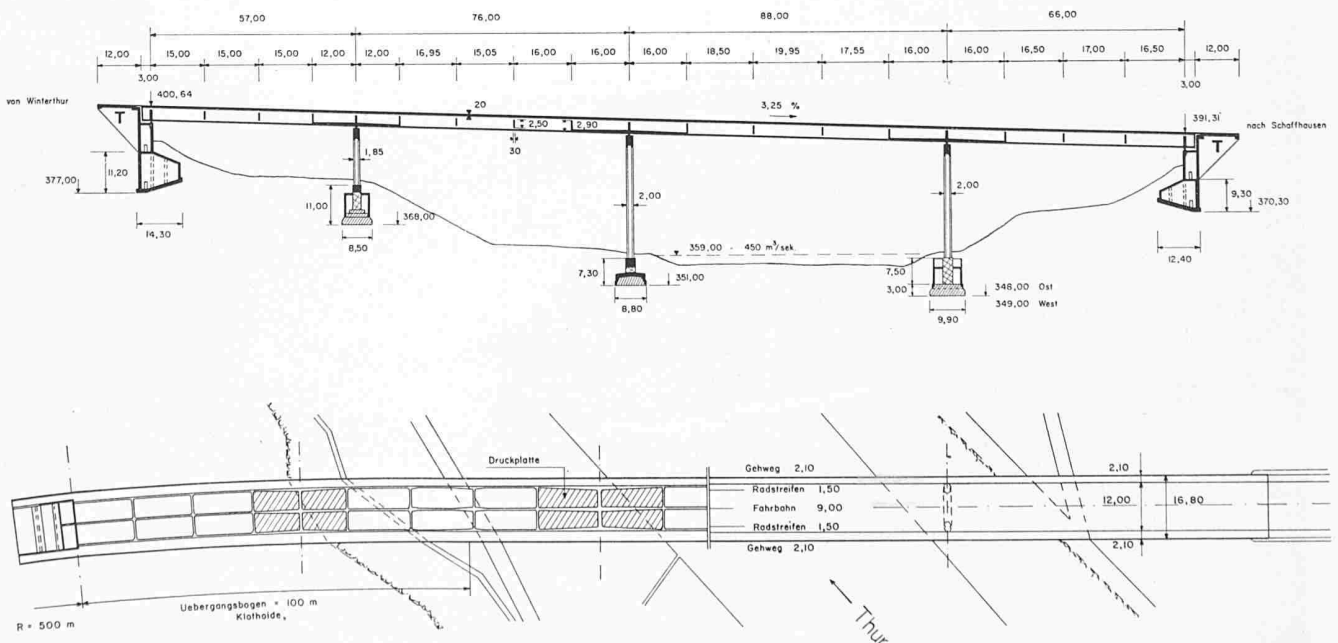 57,00 76,00 88,00 66,00
12,00 15,00 15,00 15,00 12,00 12,00 16,95 15,05 16,00 16,00 16,00 18,50 19,95 17,55 16,00 16,00 16,50 17,00 16,50 12,00
3,00 3,00
von Winterthur
400,64
20
3,25 %
391,31
nach Schaffhausen
T
2,50 2,90
T
30
1,85
11,20
377,00
2,00
2,00
9,30
370,30
11,00
368,00
14,30
8,50
359,00 - 450 m³/sek.
12,40
7,30
351,00
7,50
3,00
348,00 Ost
349,00 West
8,80
9,90
Druckplatte
Gehweg 2,10
2,10
Radstreifen 1,50
Fahrbahn 9,00
12,00
16,80
Radstreifen 1,50
Gehweg 2,10
2,10
Uebergangsbogen = 100 m
Klothoide,
R = 500 m
Thur